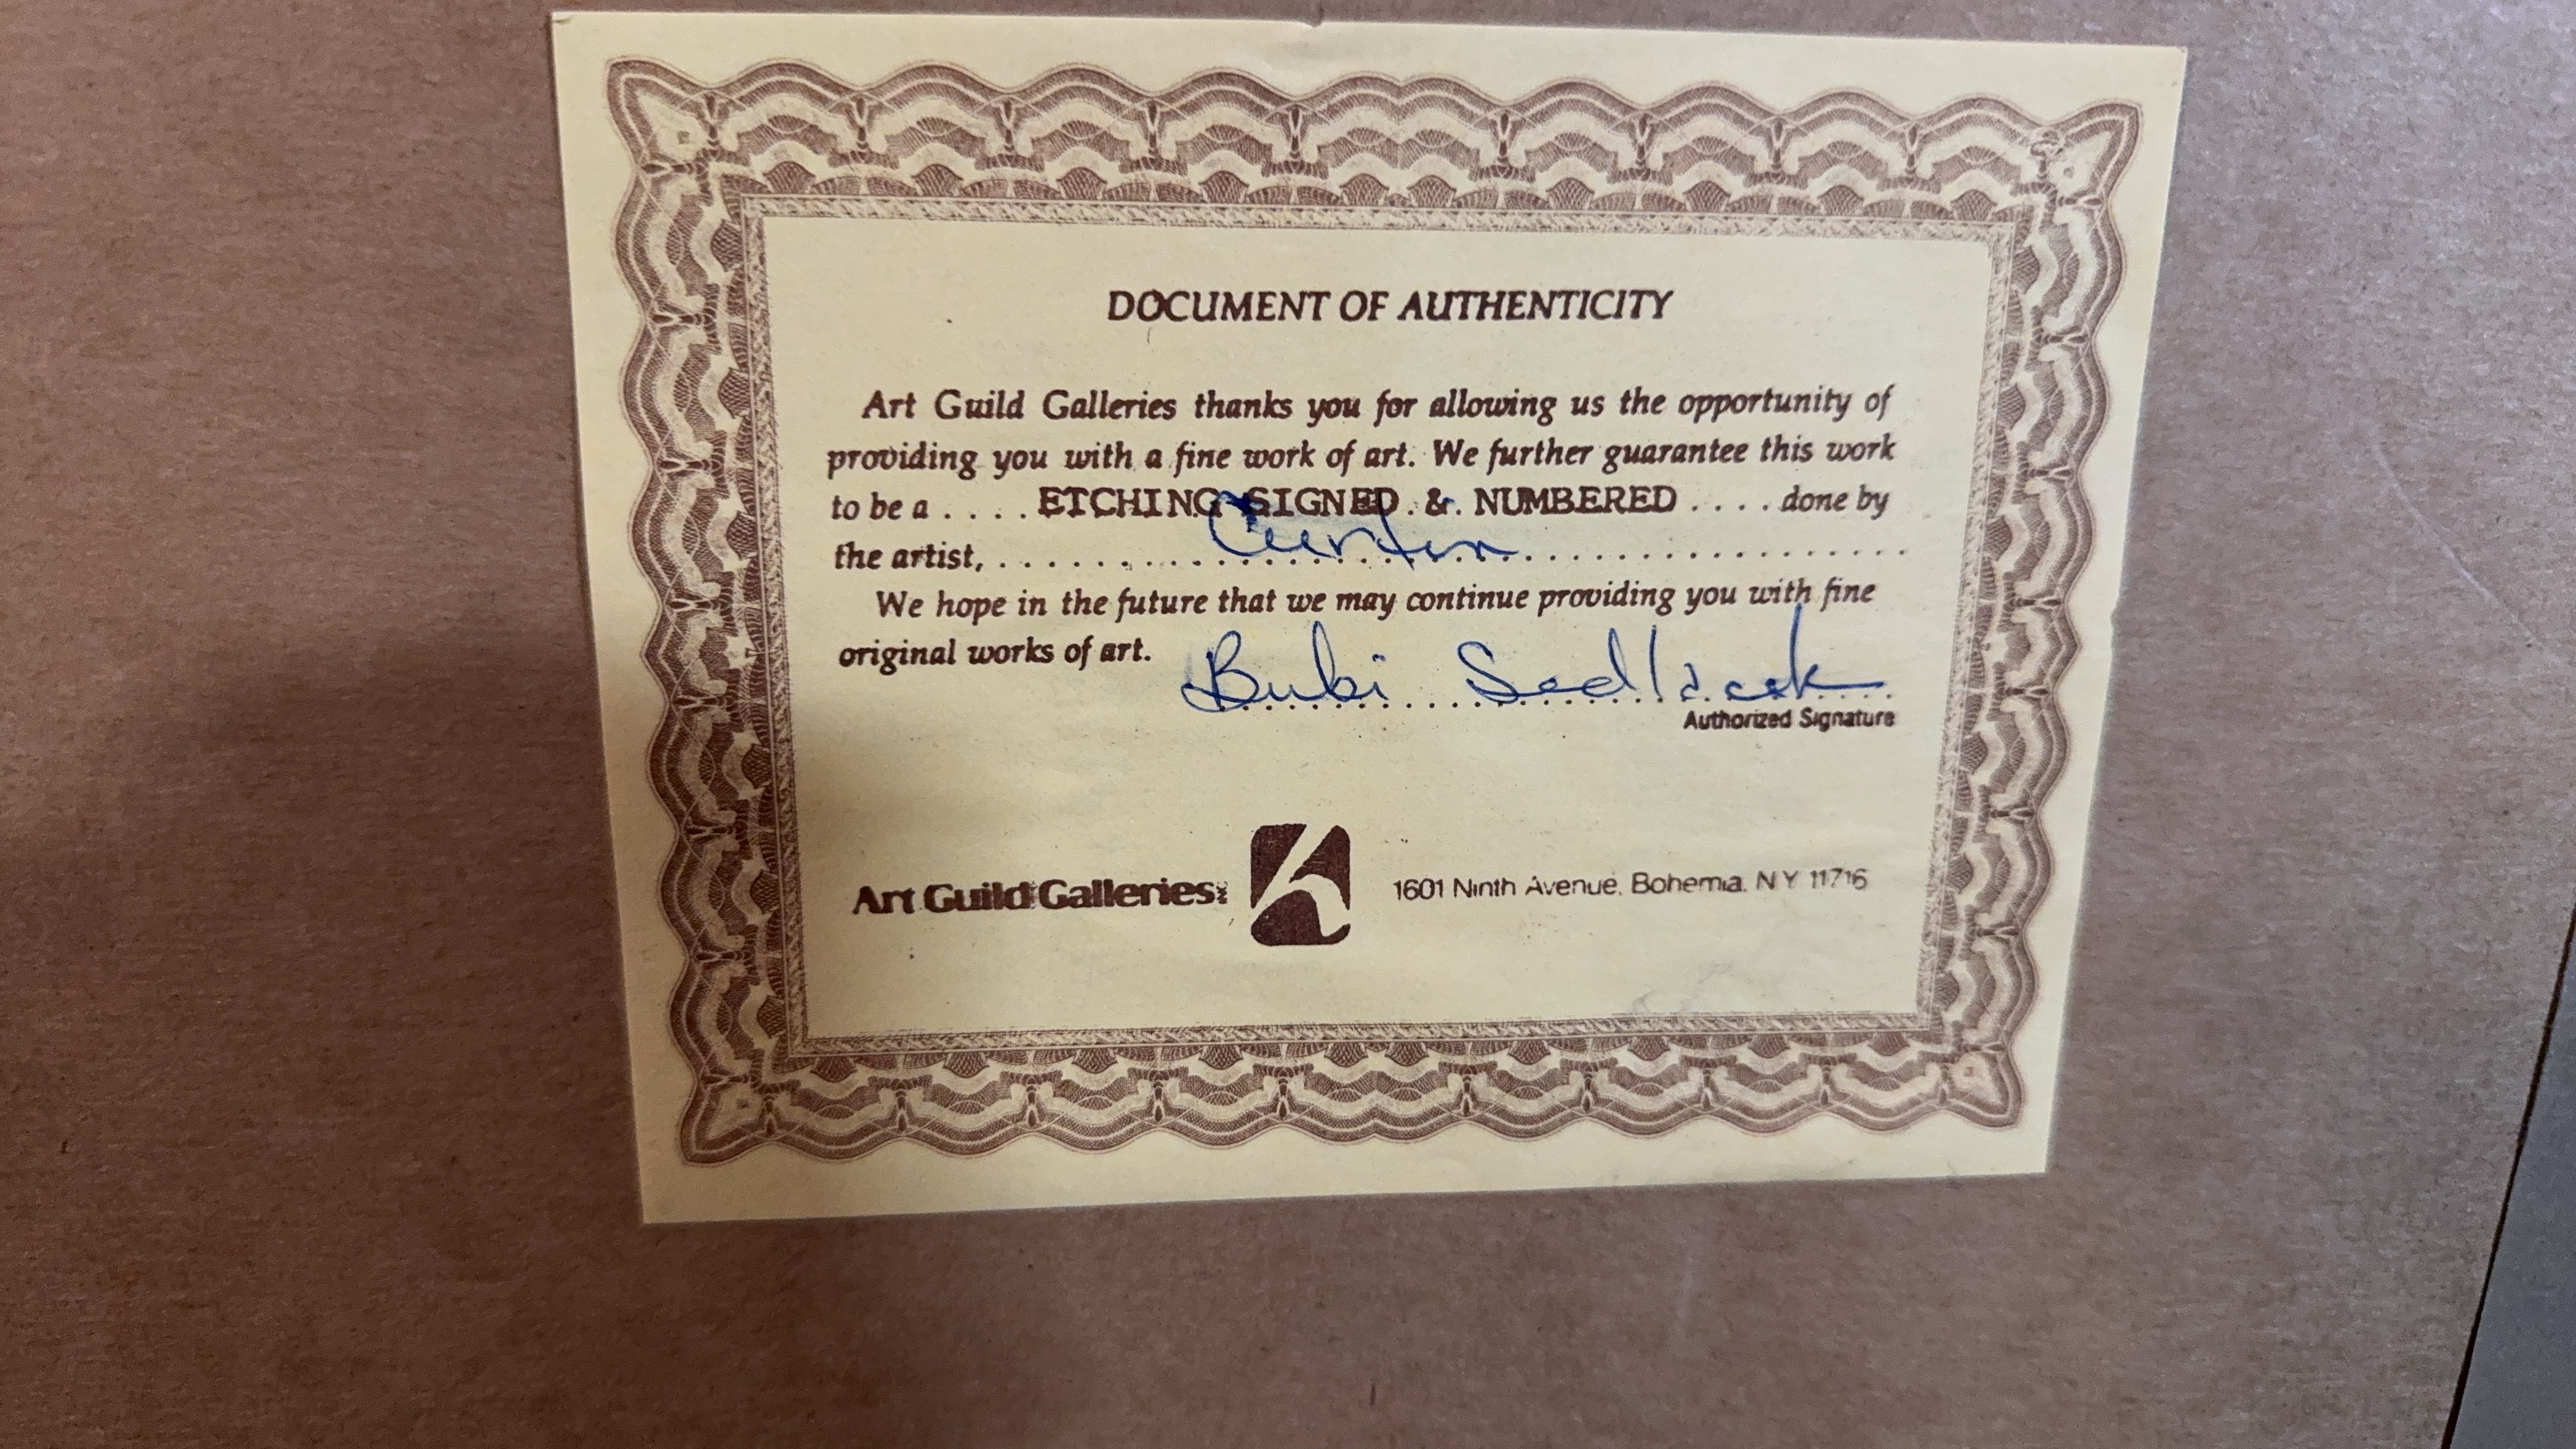 DOCUMENT OF AUTHENTICITY
Art Guild Galleries thanks you for allowing us the opportunity of
providing you with a fine work of art. We further guarantee this work
to be a .... ETCHING SIGNED & NUMBERED .... done by
the artist,
We hope in the future that we may continue providing you with fine
original works of art.
Bubi Sedlacek
Authorized Signature
Art Guild Galleries INC
1601 Ninth Avenue, Bohemia, N Y 11716